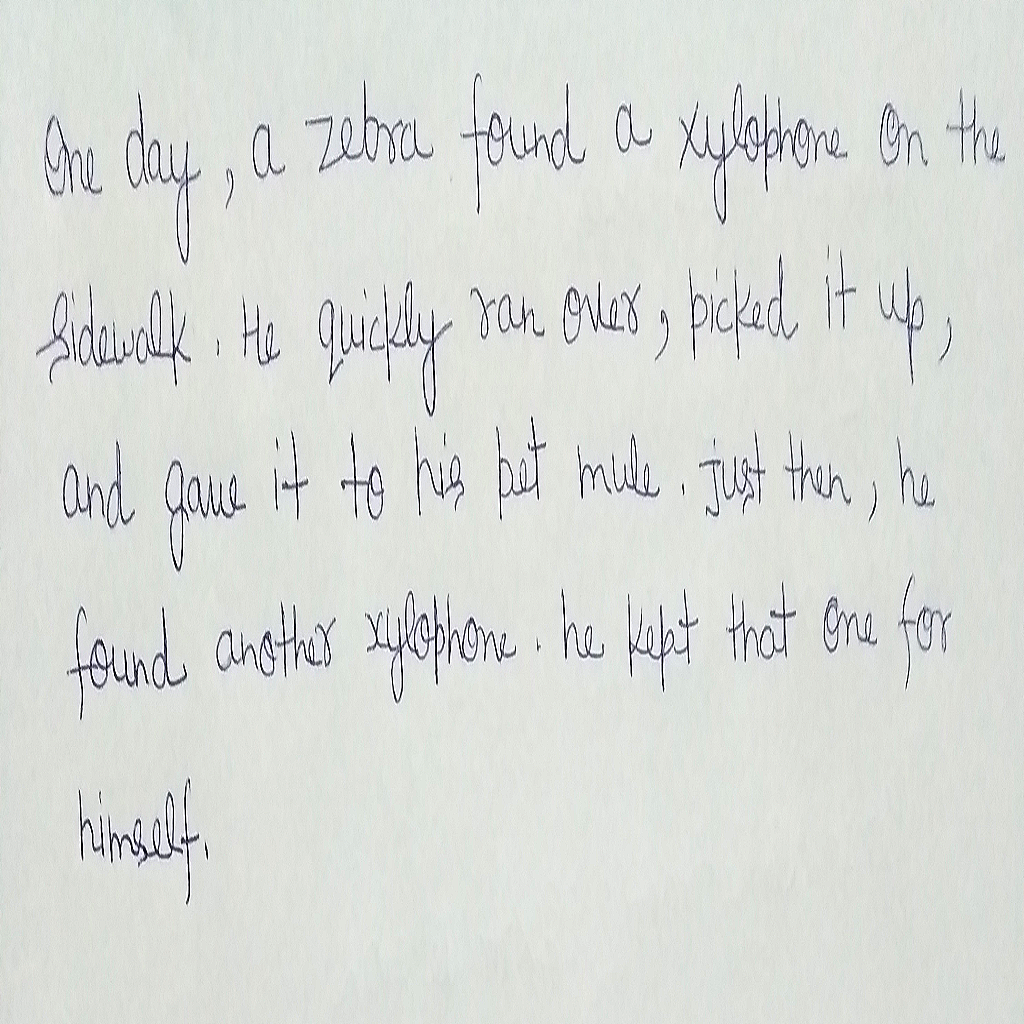 One day, a zebra found a xylophone on the
sidewalk. He quickly ran over, picked it up,
and gave it to his pet mule. just then, he
found another xylophone. he kept that one for
himself.